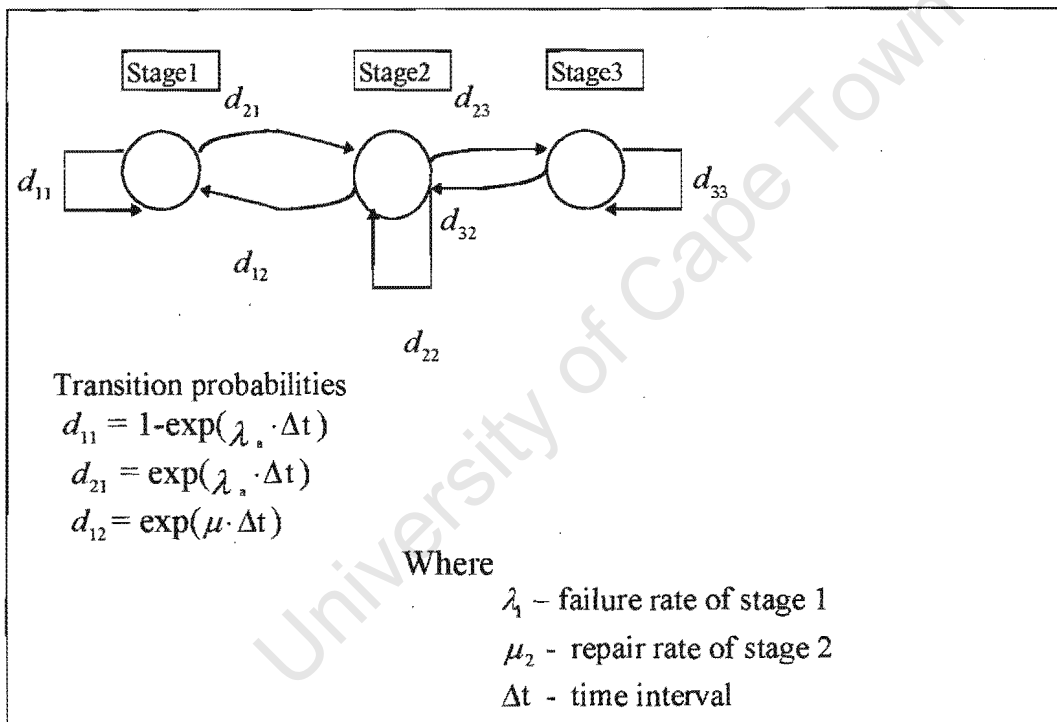 Stage1 Stage2 Stage3
d₂₁ d₂₃
d₁₁ d₃₃
d₃₂
d₁₂
d₂₂
Transition probabilities
d₁₁ = 1-exp(λₐ · Δt)
d₂₁ = exp(λₐ · Δt)
d₁₂ = exp(μ · Δt)
Where
λ₁ – failure rate of stage 1
μ₂ - repair rate of stage 2
Δt - time interval
University of Cape Town